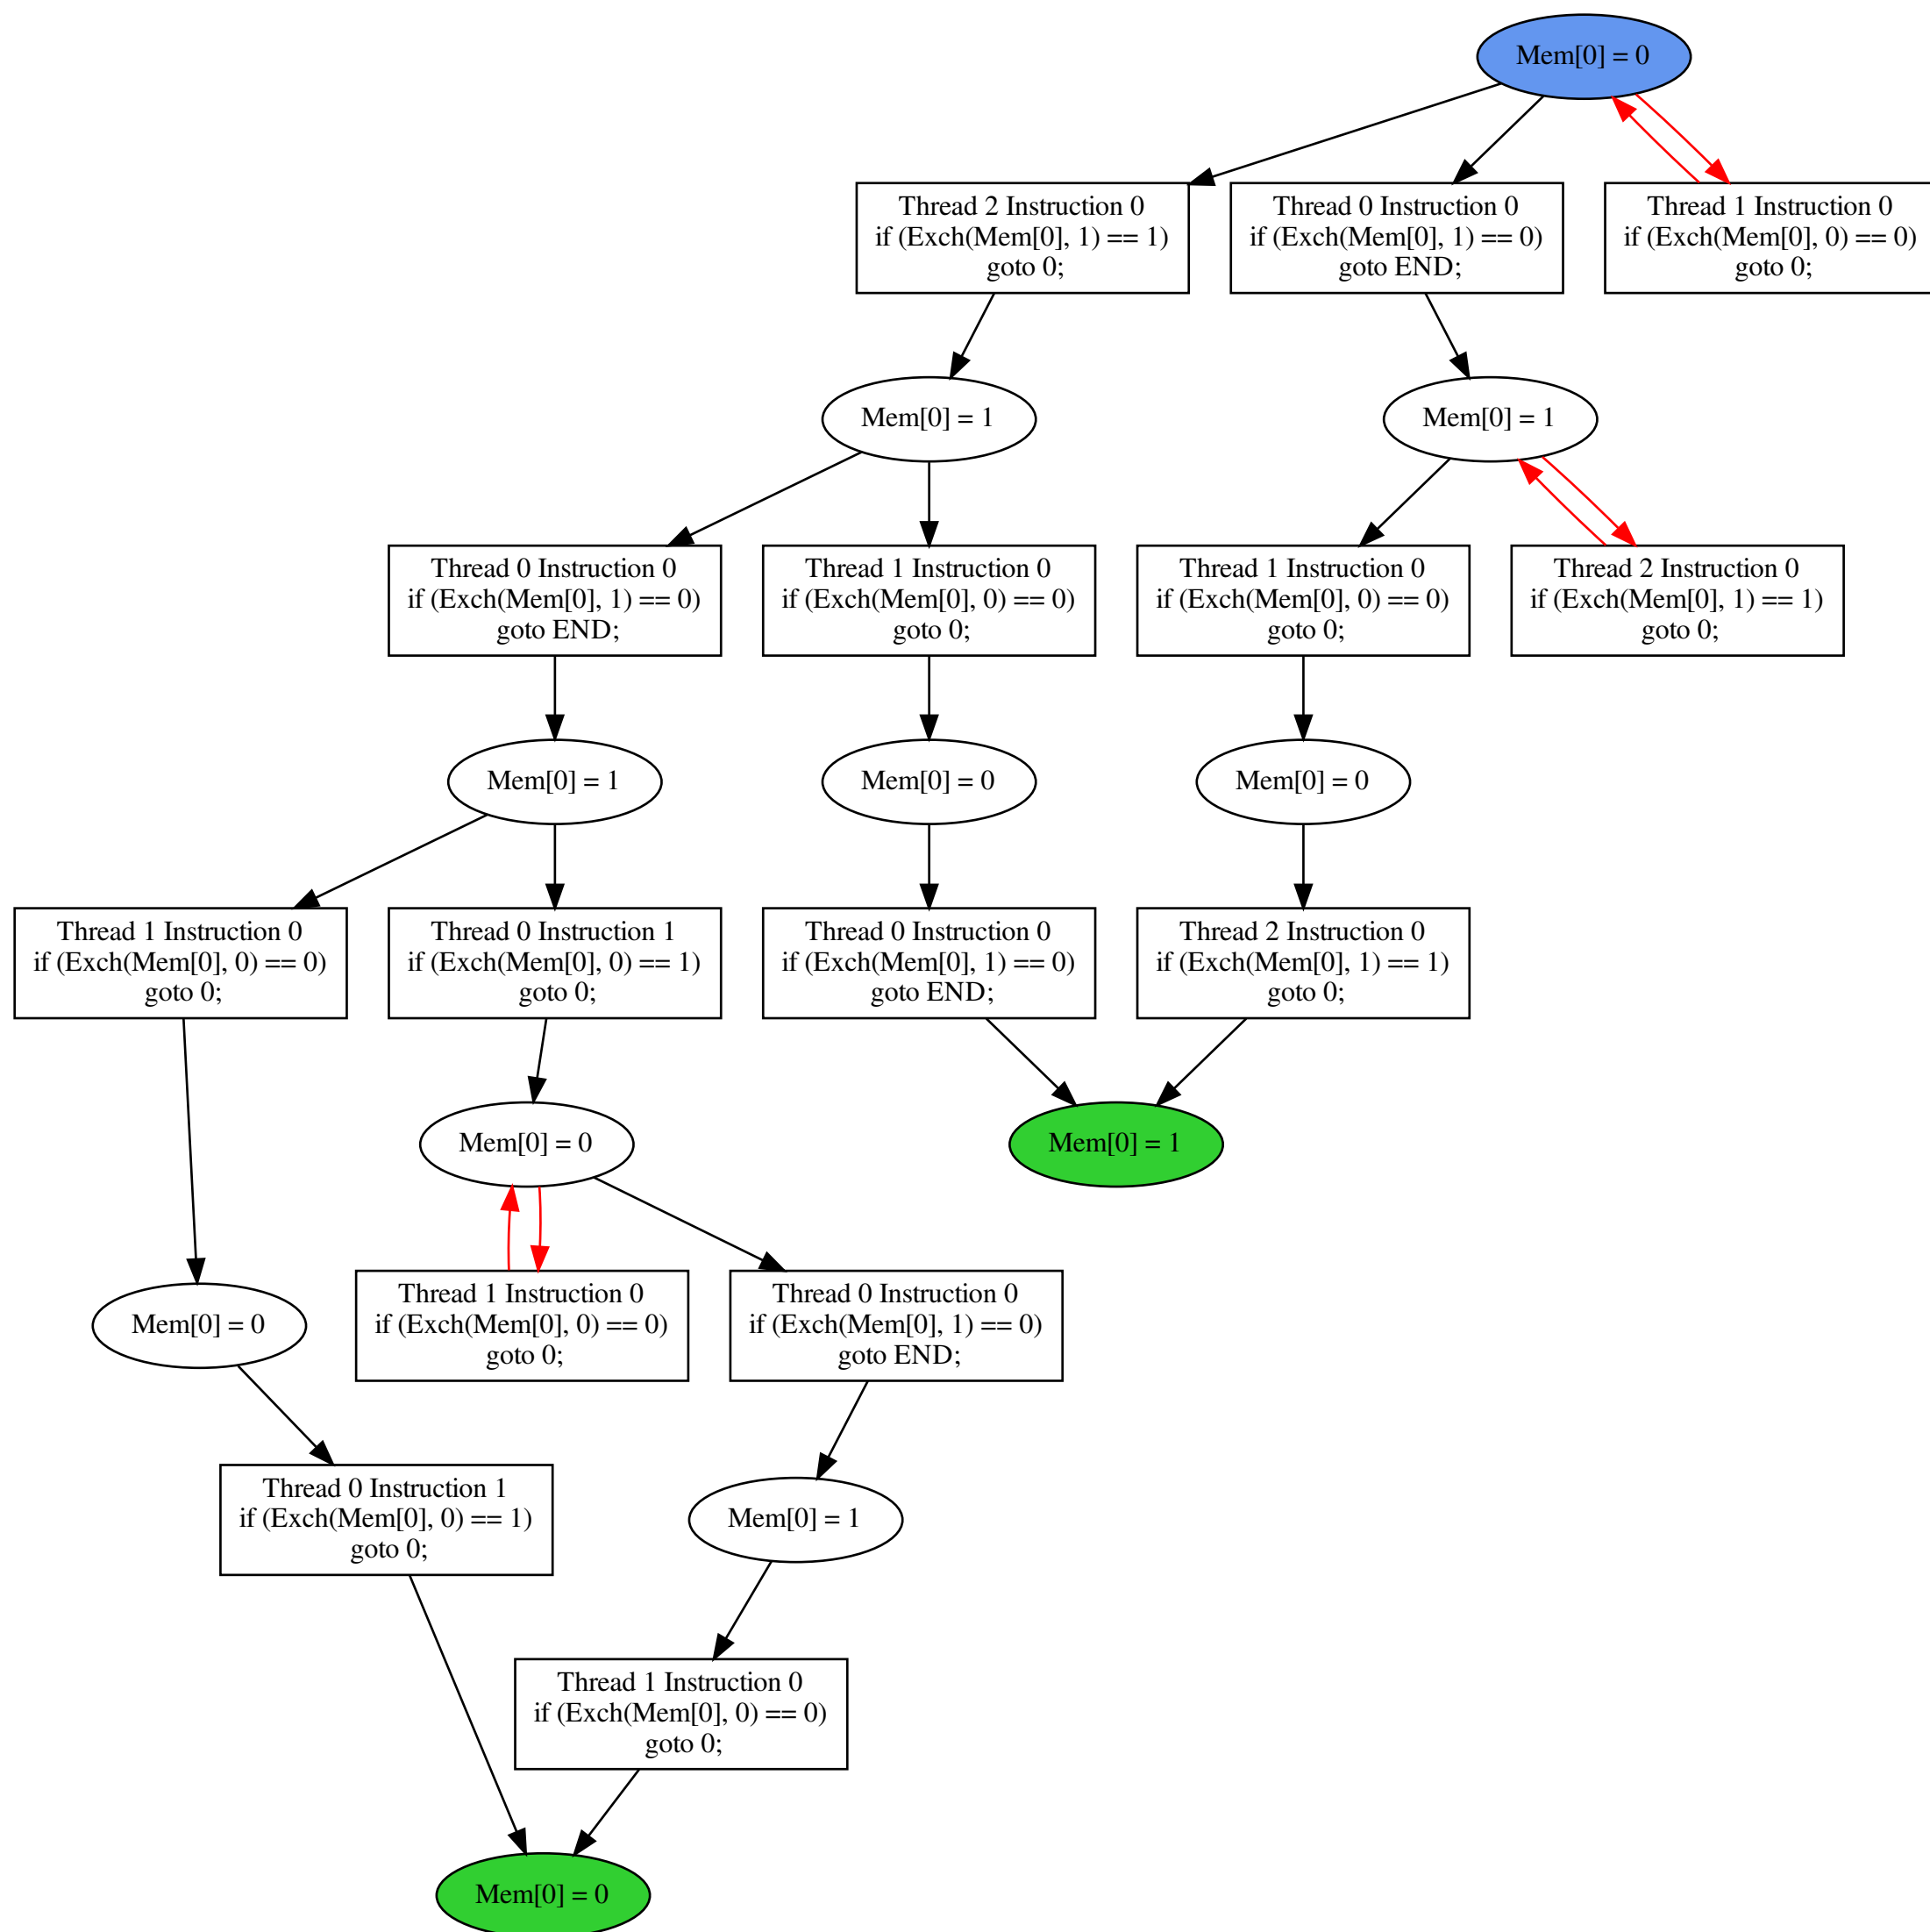 Mem[0] = 0
Thread 2 Instruction 0
if (Exch(Mem[0], 1) == 1)
goto 0;
Thread 0 Instruction 0
if (Exch(Mem[0], 1) == 0)
goto END;
Thread 1 Instruction 0
if (Exch(Mem[0], 0) == 0)
goto 0;
Mem[0] = 1
Mem[0] = 1
Thread 0 Instruction 0
if (Exch(Mem[0], 1) == 0)
goto END;
Thread 1 Instruction 0
if (Exch(Mem[0], 0) == 0)
goto 0;
Thread 1 Instruction 0
if (Exch(Mem[0], 0) == 0)
goto 0;
Thread 2 Instruction 0
if (Exch(Mem[0], 1) == 1)
goto 0;
Mem[0] = 1
Mem[0] = 0
Mem[0] = 0
Thread 1 Instruction 0
if (Exch(Mem[0], 0) == 0)
goto 0;
Thread 0 Instruction 1
if (Exch(Mem[0], 0) == 1)
goto 0;
Thread 0 Instruction 0
if (Exch(Mem[0], 1) == 0)
goto END;
Thread 2 Instruction 0
if (Exch(Mem[0], 1) == 1)
goto 0;
Mem[0] = 0
Mem[0] = 1
Mem[0] = 0
Thread 1 Instruction 0
if (Exch(Mem[0], 0) == 0)
goto 0;
Thread 0 Instruction 0
if (Exch(Mem[0], 1) == 0)
goto END;
Thread 0 Instruction 1
if (Exch(Mem[0], 0) == 1)
goto 0;
Mem[0] = 1
Thread 1 Instruction 0
if (Exch(Mem[0], 0) == 0)
goto 0;
Mem[0] = 0